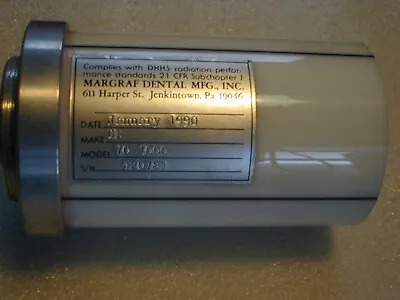 Complies with DHHS radiation perfor-
mance standards 21 CFR Subchapter J
MARGRAF DENTAL MFG., INC.
611 Harper St. Jenkintown, Pa. 19046
DATE January 1990
MAKE
MODEL
S/N